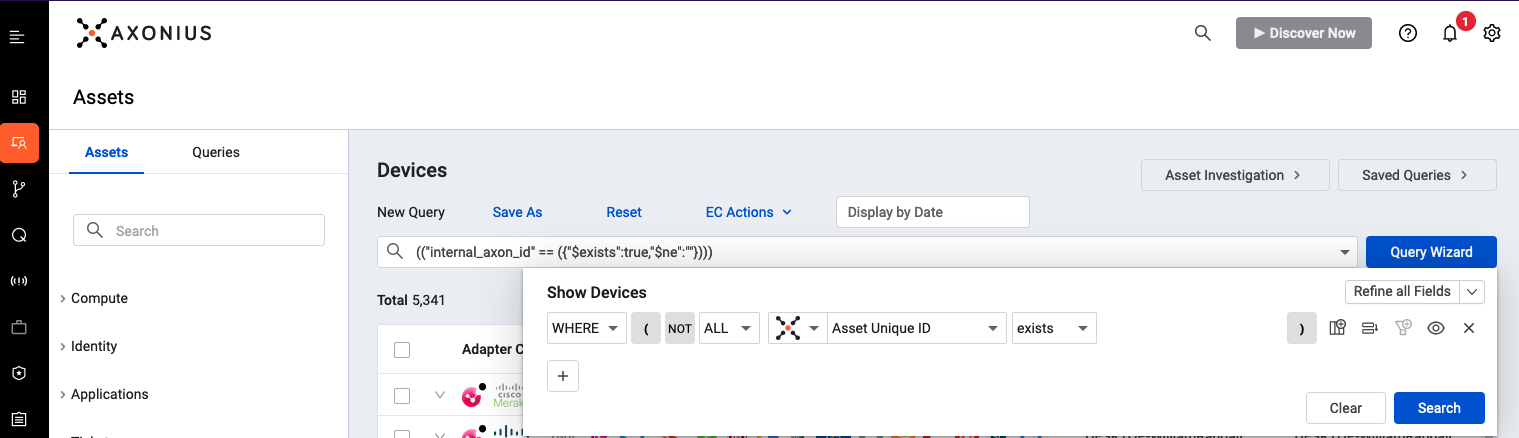 AXONIUS
Discover Now
1
Assets
Assets Queries
Search
Compute
Identity
Applications
Devices
Asset Investigation
Saved Queries
New Query Save As Reset EC Actions Display by Date
(("internal_axon_id" == ({"$exists":true,"$ne":""})))
Query Wizard
Total 5,341
Show Devices
Refine all Fields
WHERE ( NOT ALL Asset Unique ID exists )
+
Clear Search
Adapter C
CISCO
Merak